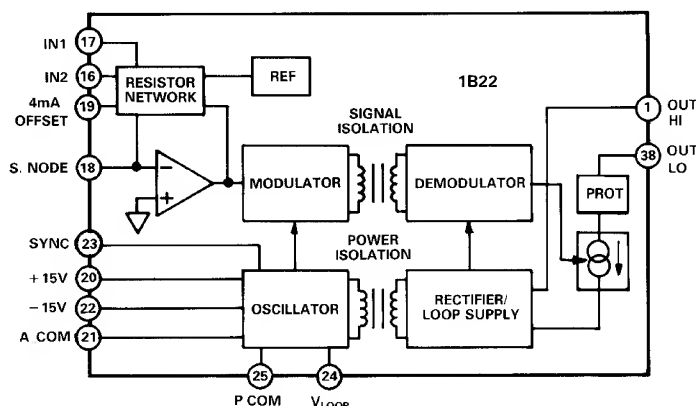 IN1
17
IN2
16
4mA
OFFSET
19
RESISTOR
NETWORK
REF
1B22
SIGNAL
ISOLATION
1
OUT
HI
38
OUT
LO
S. NODE
18
−
+
MODULATOR
DEMODULATOR
PROT
SYNC
23
POWER
ISOLATION
+15V
20
−15V
22
A COM
21
OSCILLATOR
RECTIFIER/
LOOP SUPPLY
25
24
P COM
VLOOP